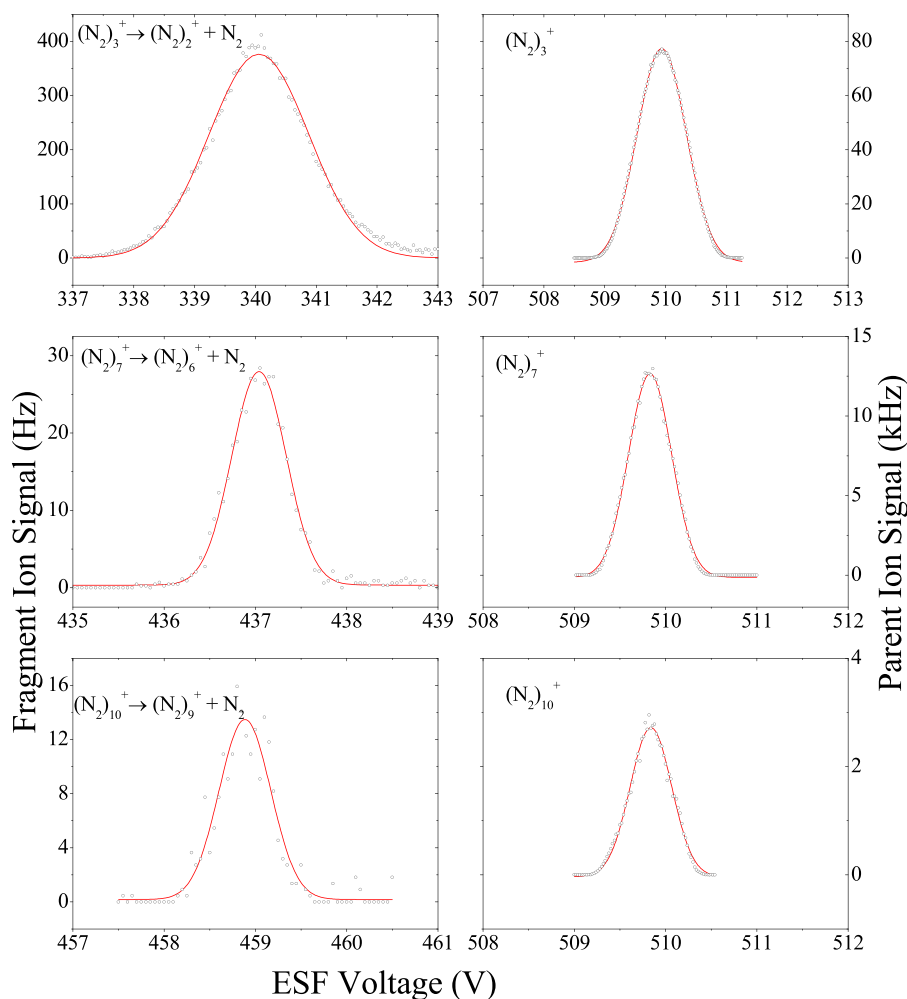 (N₂)₃⁺ → (N₂)₂⁺ + N₂
400
300
200
100
0
337 338 339 340 341 342 343
(N₂)₃⁺
80
60
40
20
0
507 508 509 510 511 512 513
(N₂)₇⁺ → (N₂)₆⁺ + N₂
30
20
10
0
435 436 437 438 439
(N₂)₇⁺
15
10
5
0
508 509 510 511 512
(N₂)₁₀⁺ → (N₂)₉⁺ + N₂
16
12
8
4
0
457 458 459 460 461
(N₂)₁₀⁺
4
2
0
508 509 510 511 512
Fragment Ion Signal (Hz)
Parent Ion Signal (kHz)
ESF Voltage (V)